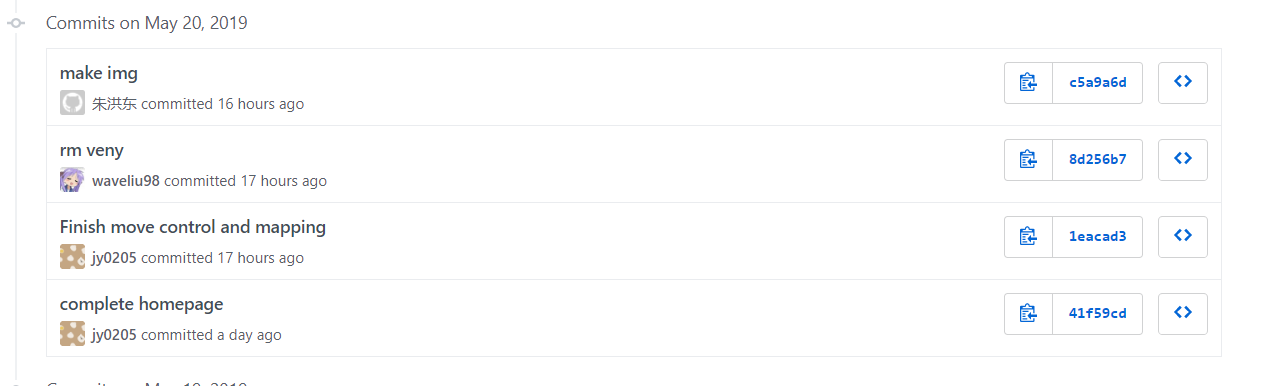 Commits on May 20, 2019
make img
c5a9a6d
朱洪东 committed 16 hours ago
rm veny
8d256b7
waveliu98 committed 17 hours ago
Finish move control and mapping
1eacad3
jy0205 committed 17 hours ago
complete homepage
41f59cd
jy0205 committed a day ago